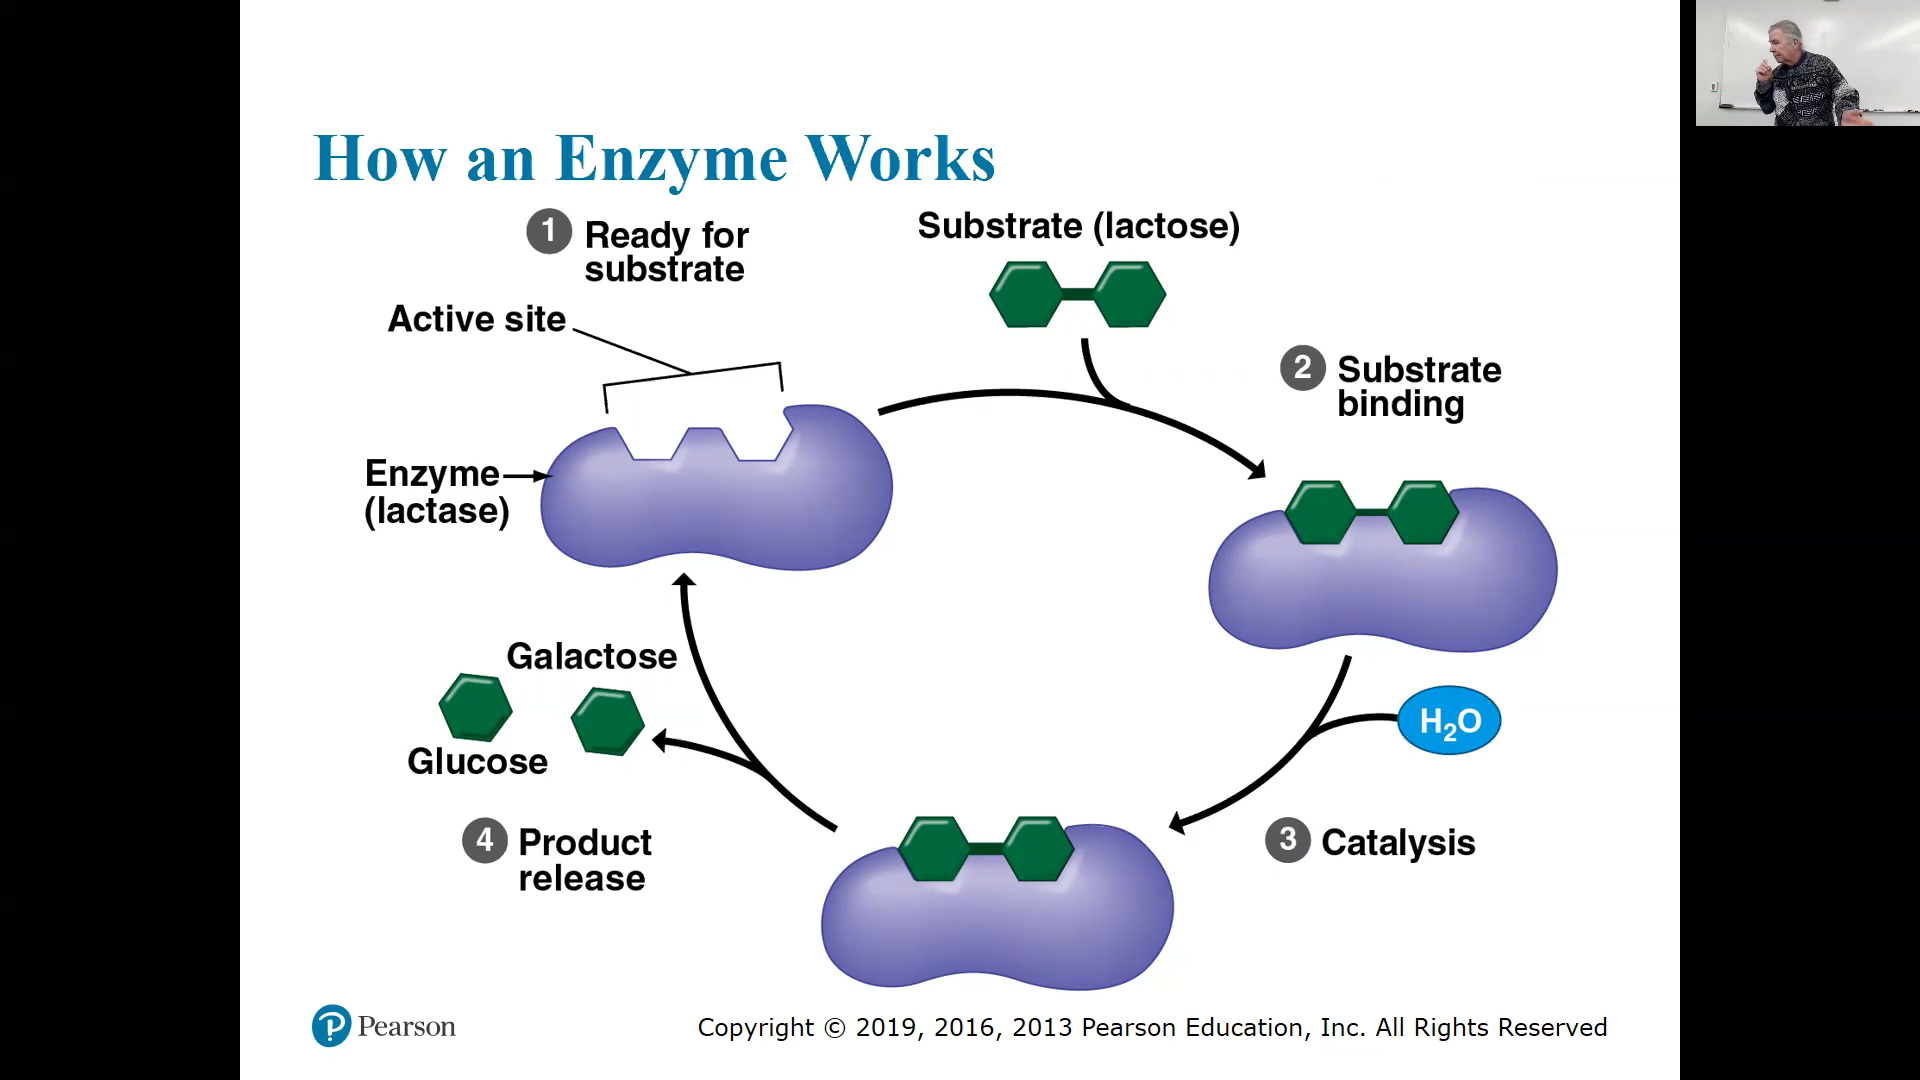 How an Enzyme Works
1 Ready for
substrate
Substrate (lactose)
Active site
2 Substrate
binding
Enzyme
(lactase)
Galactose
Glucose
H₂O
3 Catalysis
4 Product
release
P Pearson
Copyright © 2019, 2016, 2013 Pearson Education, Inc. All Rights Reserved